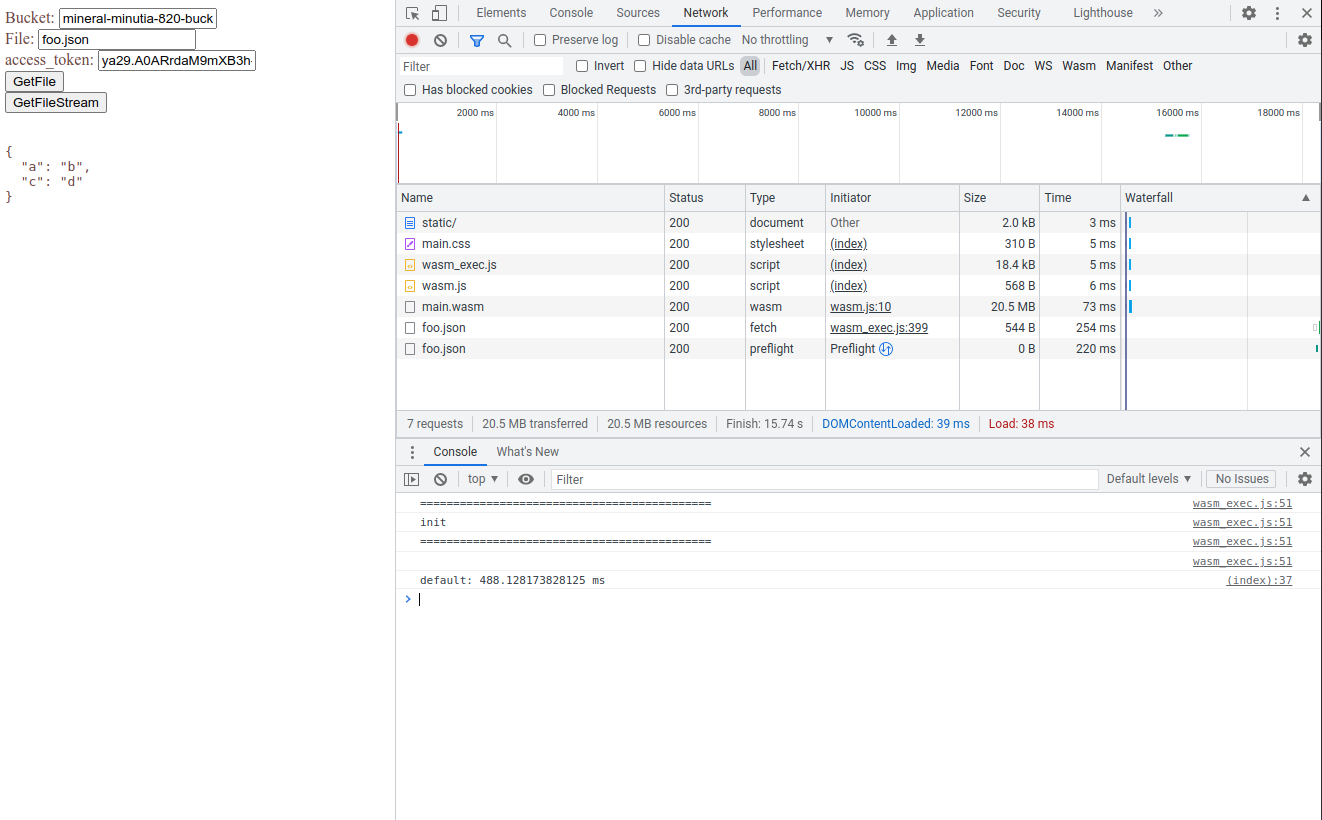 Bucket: mineral-minutia-820-buck
File: foo.json
access_token: ya29.A0ARrdaM9mXB3h-
GetFile
GetFileStream
{
  "a": "b",
  "c": "d"
}
Elements Console Sources Network Performance Memory Application Security Lighthouse »
Preserve log Disable cache No throttling
Filter Invert Hide data URLs All Fetch/XHR JS CSS Img Media Font Doc WS Wasm Manifest Other
Has blocked cookies Blocked Requests 3rd-party requests
2000 ms 4000 ms 6000 ms 8000 ms 10000 ms 12000 ms 14000 ms 16000 ms 18000 ms
Name Status Type Initiator Size Time Waterfall
static/ 200 document Other 2.0 kB 3 ms
main.css 200 stylesheet (index) 310 B 5 ms
wasm_exec.js 200 script (index) 18.4 kB 5 ms
wasm.js 200 script (index) 568 B 6 ms
main.wasm 200 wasm wasm.js:10 20.5 MB 73 ms
foo.json 200 fetch wasm_exec.js:399 544 B 254 ms
foo.json 200 preflight Preflight 0 B 220 ms
7 requests 20.5 MB transferred 20.5 MB resources Finish: 15.74 s DOMContentLoaded: 39 ms Load: 38 ms
Console What's New
top Filter Default levels No Issues
============================================ wasm_exec.js:51
init wasm_exec.js:51
============================================ wasm_exec.js:51
wasm_exec.js:51
default: 488.128173828125 ms (index):37
>